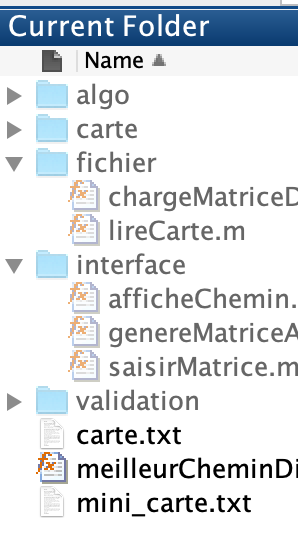 Current Folder
Name
algo
carte
fichier
chargeMatriceD
lireCarte.m
interface
afficheChemin.
genereMatriceA
saisirMatrice.m
validation
carte.txt
meilleurCheminDi
mini_carte.txt